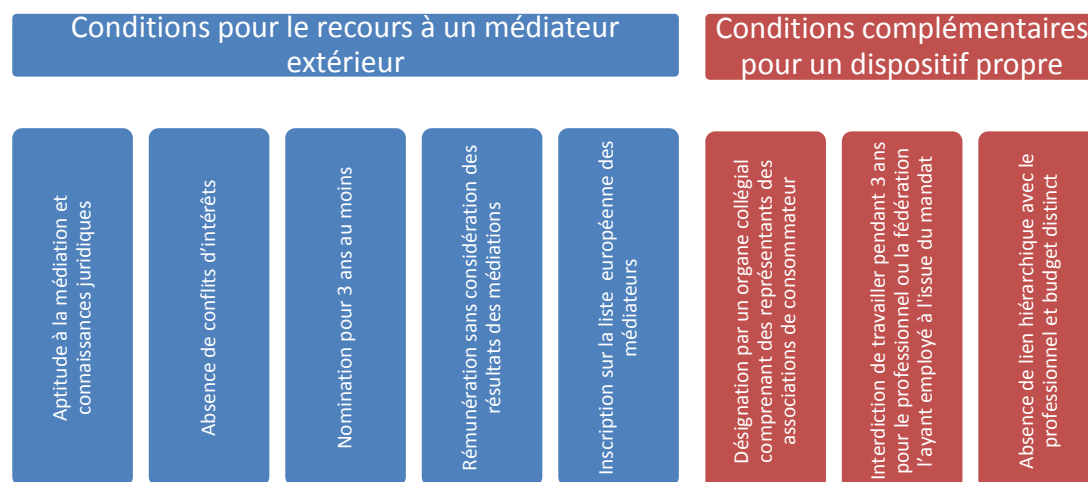 Conditions pour le recours à un médiateur
extérieur
Conditions complémentaires
pour un dispositif propre
Aptitude à la médiation et
connaissances juridiques
Absence de conflits d'intérêts
Nomination pour 3 ans au moins
Rémunération sans considération des
résultats des médiations
Inscription sur la liste européenne des
médiateurs
Désignation par un organe collégial
comprenant des représentants des
associations de consommateur
Interdiction de travailler pendant 3 ans
pour le professionnel ou la fédération
l'ayant employé à l'issue du mandat
Absence de lien hiérarchique avec le
professionnel et budget distinct